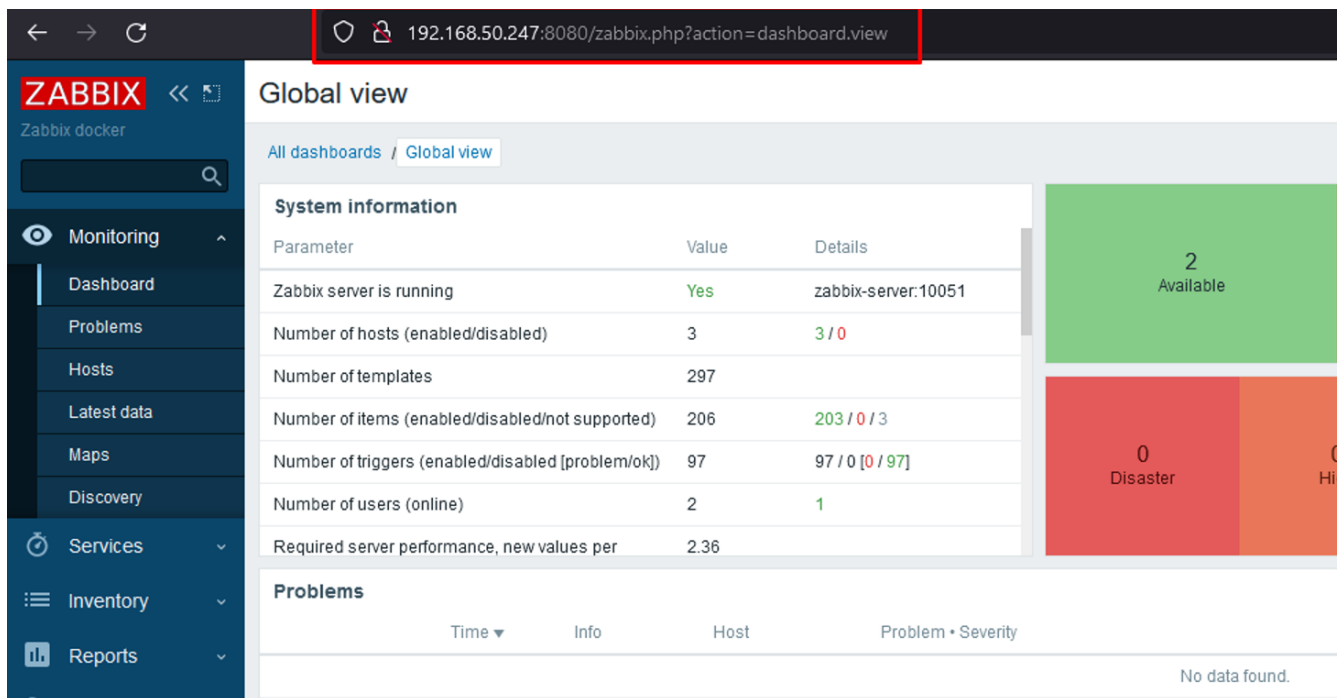 192.168.50.247:8080/zabbix.php?action=dashboard.view
ZABBIX
Zabbix docker
Monitoring
Dashboard
Problems
Hosts
Latest data
Maps
Discovery
Services
Inventory
Reports
Global view
All dashboards / Global view
System information
Parameter Value Details
Zabbix server is running Yes zabbix-server:10051
Number of hosts (enabled/disabled) 3 3 / 0
Number of templates 297
Number of items (enabled/disabled/not supported) 206 203 / 0 / 3
Number of triggers (enabled/disabled [problem/ok]) 97 97 / 0 [0 / 97]
Number of users (online) 2 1
Required server performance, new values per 2.36
2
Available
0
Disaster
Problems
Time ▼ Info Host Problem • Severity
No data found.